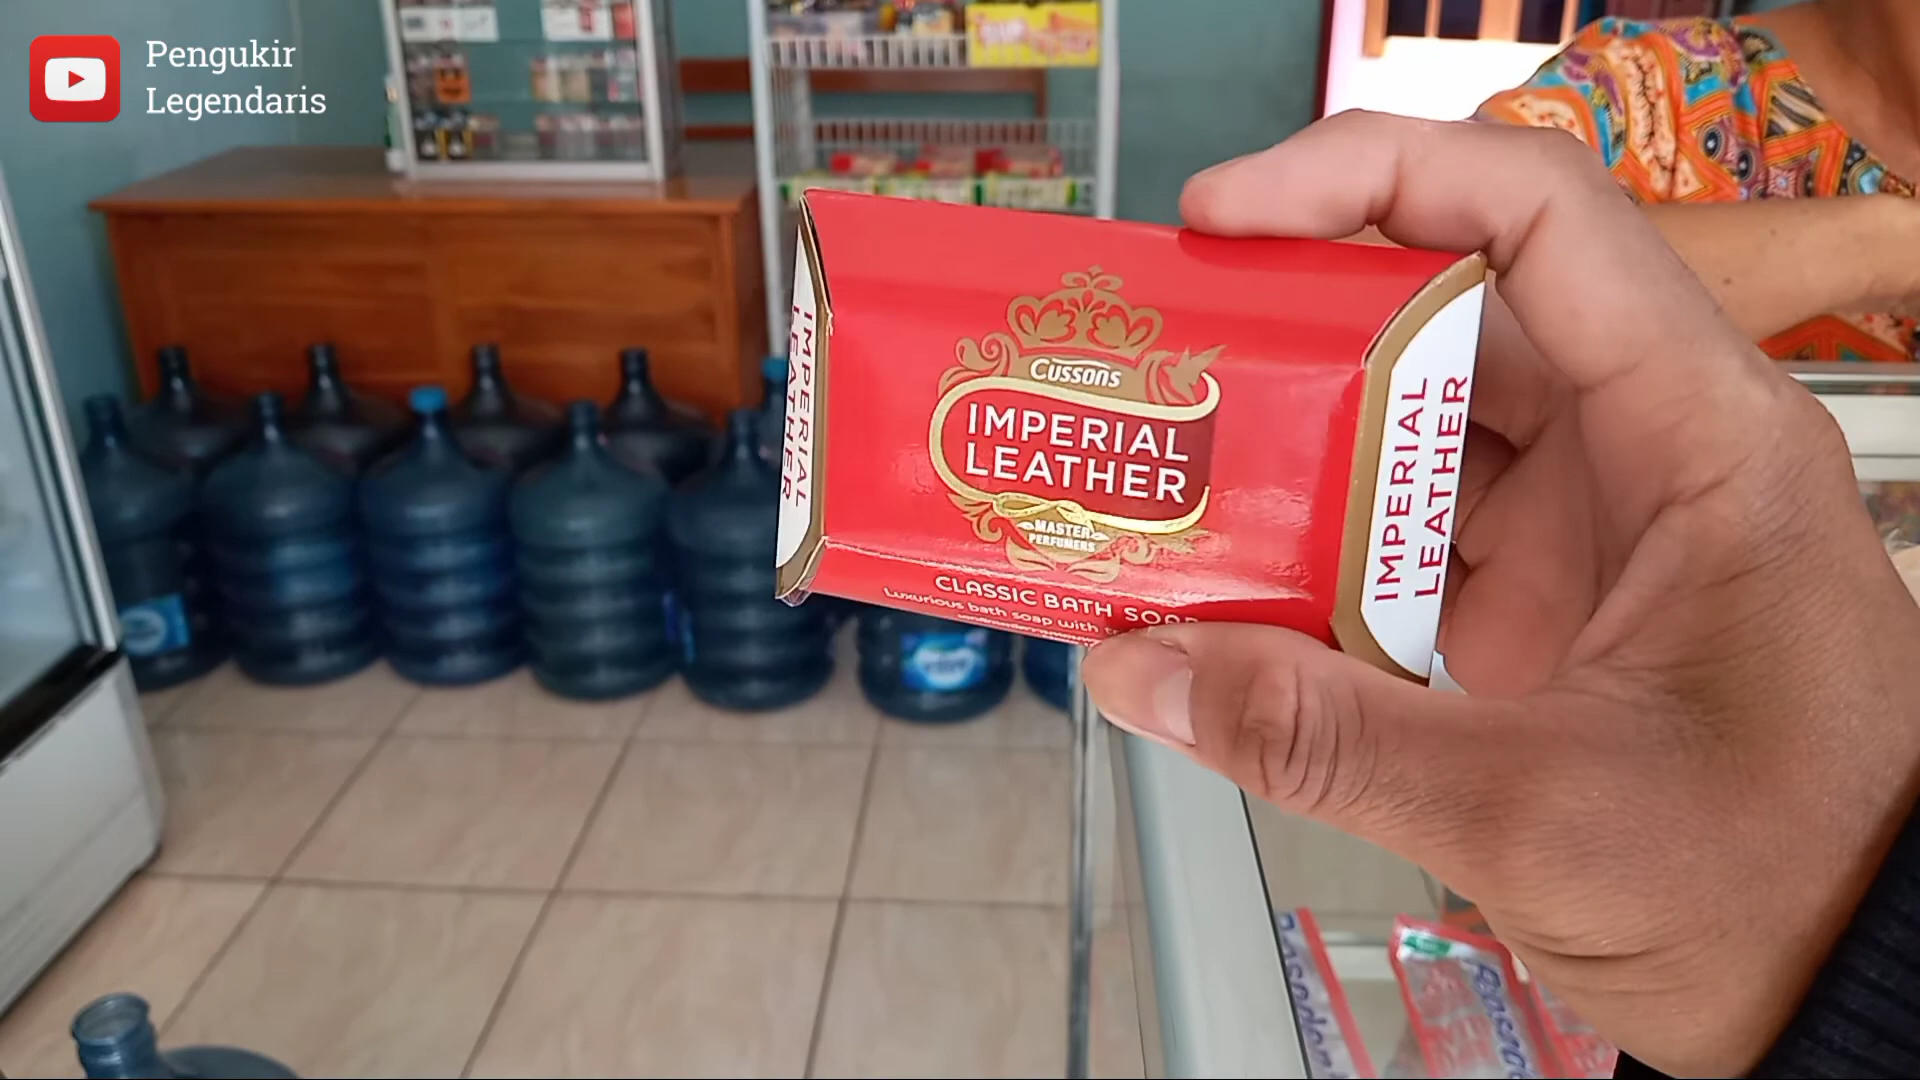 Pengukir
Legendaris
Cussons
IMPERIAL
LEATHER
MASTER
PERFUMERS
CLASSIC BATH SOAP
Luxurious bath soap with
IMPERIAL
LEATHER
IMPERIAL
LEATHER